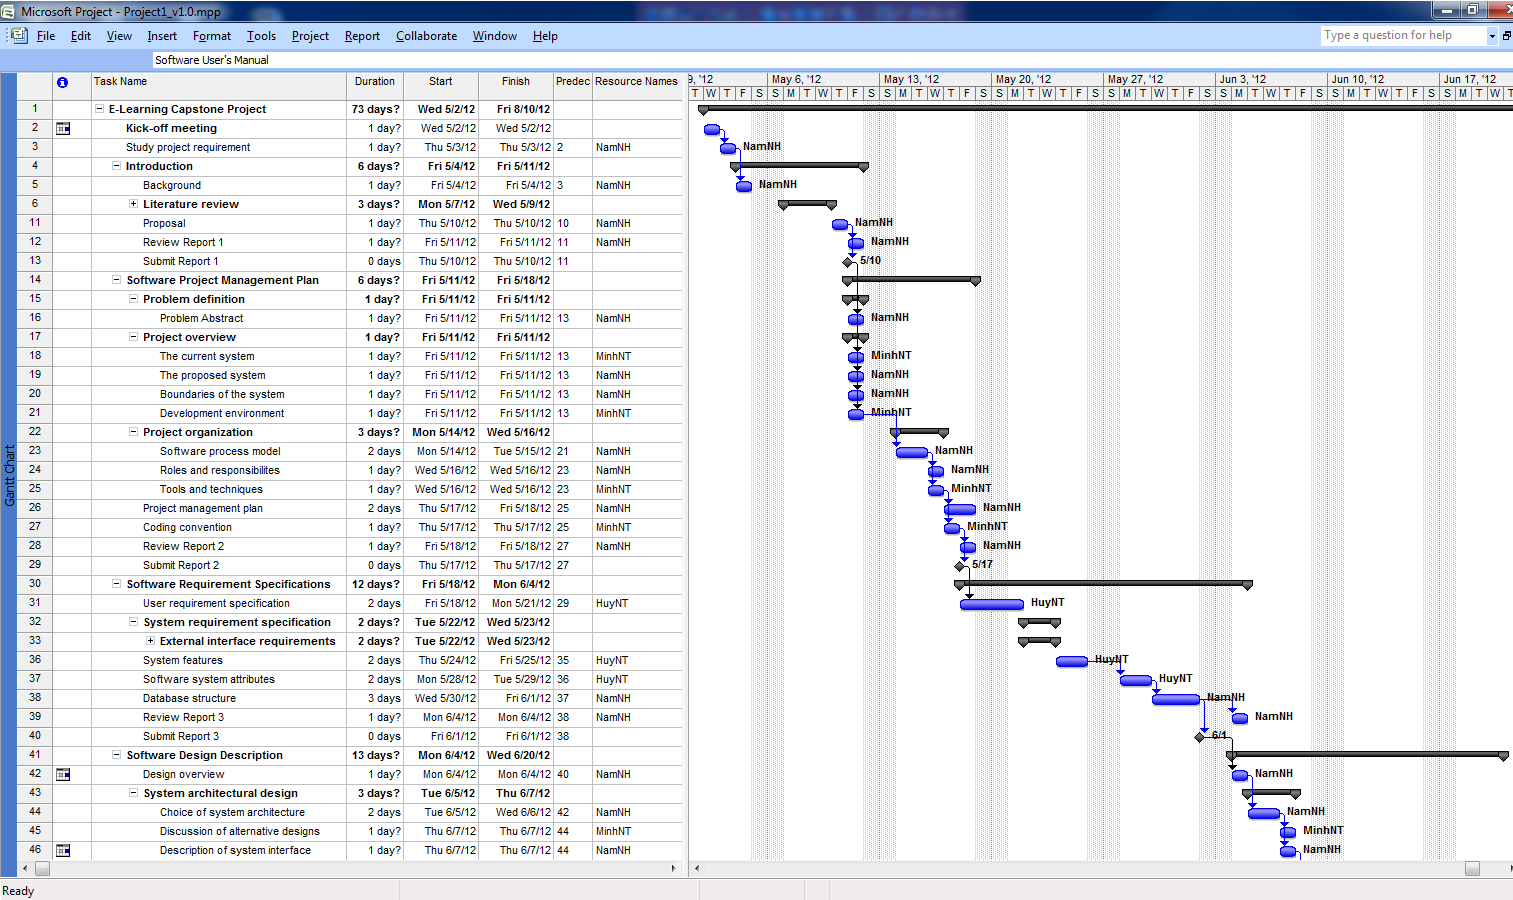 Microsoft Project - Project1_v1.0.mpp
File Edit View Insert Format Tools Project Report Collaborate Window Help Type a question for help
Software User's Manual
Task Name Duration Start Finish Predec Resource Names 9, '12 May 6, '12 May 13, '12 May 20, '12 May 27, '12 Jun 3, '12 Jun 10, '12 Jun 17, '12
T W T F S S M T W T F S S M T W T F S S M T W T F S S M T W T F S S M T W T F S S M T W T F S S M T W T
1 E-Learning Capstone Project 73 days? Wed 5/2/12 Fri 8/10/12
2 Kick-off meeting 1 day? Wed 5/2/12 Wed 5/2/12
3 Study project requirement 1 day? Thu 5/3/12 Thu 5/3/12 2 NamNH NamNH
4 Introduction 6 days? Fri 5/4/12 Fri 5/11/12
5 Background 1 day? Fri 5/4/12 Fri 5/4/12 3 NamNH NamNH
6 Literature review 3 days? Mon 5/7/12 Wed 5/9/12
11 Proposal 1 day? Thu 5/10/12 Thu 5/10/12 10 NamNH NamNH
12 Review Report 1 1 day? Fri 5/11/12 Fri 5/11/12 11 NamNH NamNH
13 Submit Report 1 0 days Thu 5/10/12 Thu 5/10/12 11 5/10
14 Software Project Management Plan 6 days? Fri 5/11/12 Fri 5/18/12
15 Problem definition 1 day? Fri 5/11/12 Fri 5/11/12
16 Problem Abstract 1 day? Fri 5/11/12 Fri 5/11/12 13 NamNH NamNH
17 Project overview 1 day? Fri 5/11/12 Fri 5/11/12
18 The current system 1 day? Fri 5/11/12 Fri 5/11/12 13 MinhNT MinhNT
19 The proposed system 1 day? Fri 5/11/12 Fri 5/11/12 13 NamNH NamNH
20 Boundaries of the system 1 day? Fri 5/11/12 Fri 5/11/12 13 NamNH NamNH
21 Development environment 1 day? Fri 5/11/12 Fri 5/11/12 13 MinhNT MinhNT
22 Project organization 3 days? Mon 5/14/12 Wed 5/16/12
23 Software process model 2 days Mon 5/14/12 Tue 5/15/12 21 NamNH NamNH
24 Roles and responsibilites 1 day? Wed 5/16/12 Wed 5/16/12 23 NamNH NamNH
25 Tools and techniques 1 day? Wed 5/16/12 Wed 5/16/12 23 MinhNT MinhNT
26 Project management plan 2 days Thu 5/17/12 Fri 5/18/12 25 NamNH NamNH
27 Coding convention 1 day? Thu 5/17/12 Thu 5/17/12 25 MinhNT MinhNT
28 Review Report 2 1 day? Fri 5/18/12 Fri 5/18/12 27 NamNH NamNH
29 Submit Report 2 0 days Thu 5/17/12 Thu 5/17/12 27 5/17
30 Software Requirement Specifications 12 days? Fri 5/18/12 Mon 6/4/12
31 User requirement specification 2 days Fri 5/18/12 Mon 5/21/12 29 HuyNT HuyNT
32 System requirement specification 2 days? Tue 5/22/12 Wed 5/23/12
33 External interface requirements 2 days? Tue 5/22/12 Wed 5/23/12
36 System features 2 days Thu 5/24/12 Fri 5/25/12 35 HuyNT HuyNT
37 Software system attributes 2 days Mon 5/28/12 Tue 5/29/12 36 HuyNT HuyNT
38 Database structure 3 days Wed 5/30/12 Fri 6/1/12 37 NamNH NamNH
39 Review Report 3 1 day? Mon 6/4/12 Mon 6/4/12 38 NamNH NamNH
40 Submit Report 3 0 days Fri 6/1/12 Fri 6/1/12 38 6/1
41 Software Design Description 13 days? Mon 6/4/12 Wed 6/20/12
42 Design overview 1 day? Mon 6/4/12 Mon 6/4/12 40 NamNH NamNH
43 System architectural design 3 days? Tue 6/5/12 Thu 6/7/12
44 Choice of system architecture 2 days Tue 6/5/12 Wed 6/6/12 42 NamNH NamNH
45 Discussion of alternative designs 1 day? Thu 6/7/12 Thu 6/7/12 44 MinhNT MinhNT
46 Description of system interface 1 day? Thu 6/7/12 Thu 6/7/12 44 NamNH NamNH
Gantt Chart
Ready